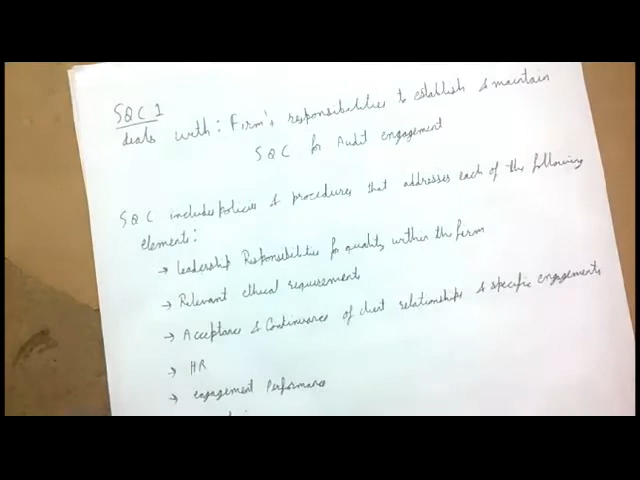 SQC 1
deals with: Firm's responsibilities to establish & maintain
SQC for Audit engagement
SQC includes policies & procedures that addresses each of the following
elements:
→ Leadership Responsibilities for quality within the firm
→ Relevant ethical requirements
→ Acceptance & Continuance of client relationships & specific engagements
→ HR
→ engagement Performance